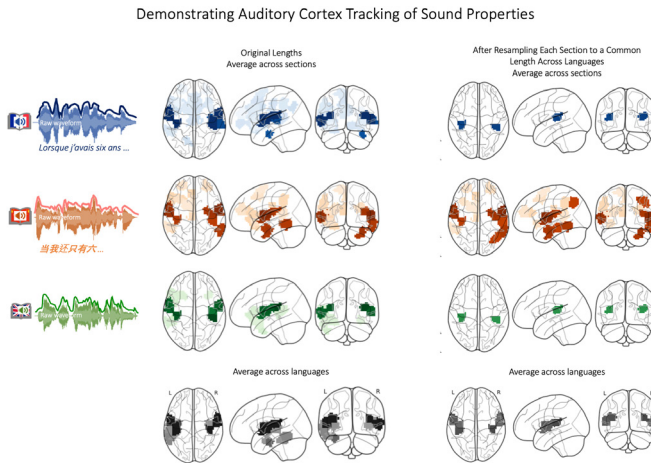 Demonstrating Auditory Cortex Tracking of Sound Properties
Original Lengths
Average across sections
After Resampling Each Section to a Common
Length Across Languages
Average across sections
Raw waveform
Lorsque j'avais six ans ...
Raw waveform
当我还只有六 ...
Raw waveform
Average across languages
Average across languages
L R L R
L R L R